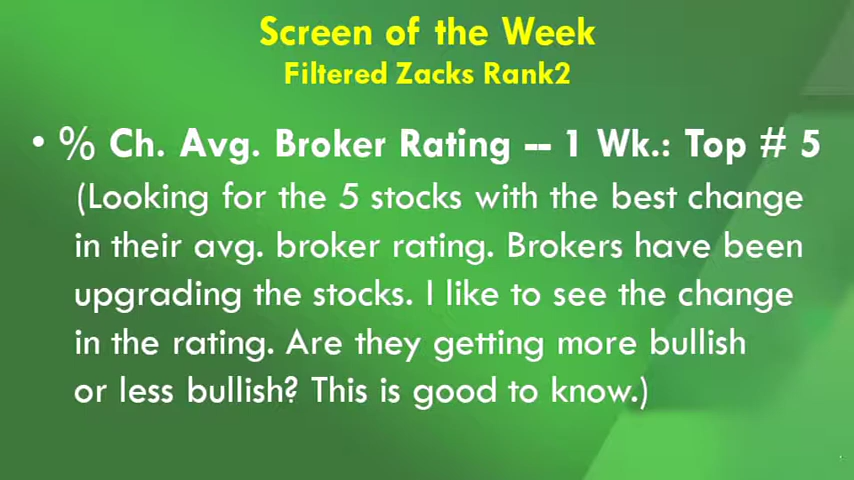 Screen of the Week
Filtered Zacks Rank2
• % Ch. Avg. Broker Rating -- 1 Wk.: Top # 5
(Looking for the 5 stocks with the best change
in their avg. broker rating. Brokers have been
upgrading the stocks. I like to see the change
in the rating. Are they getting more bullish
or less bullish? This is good to know.)